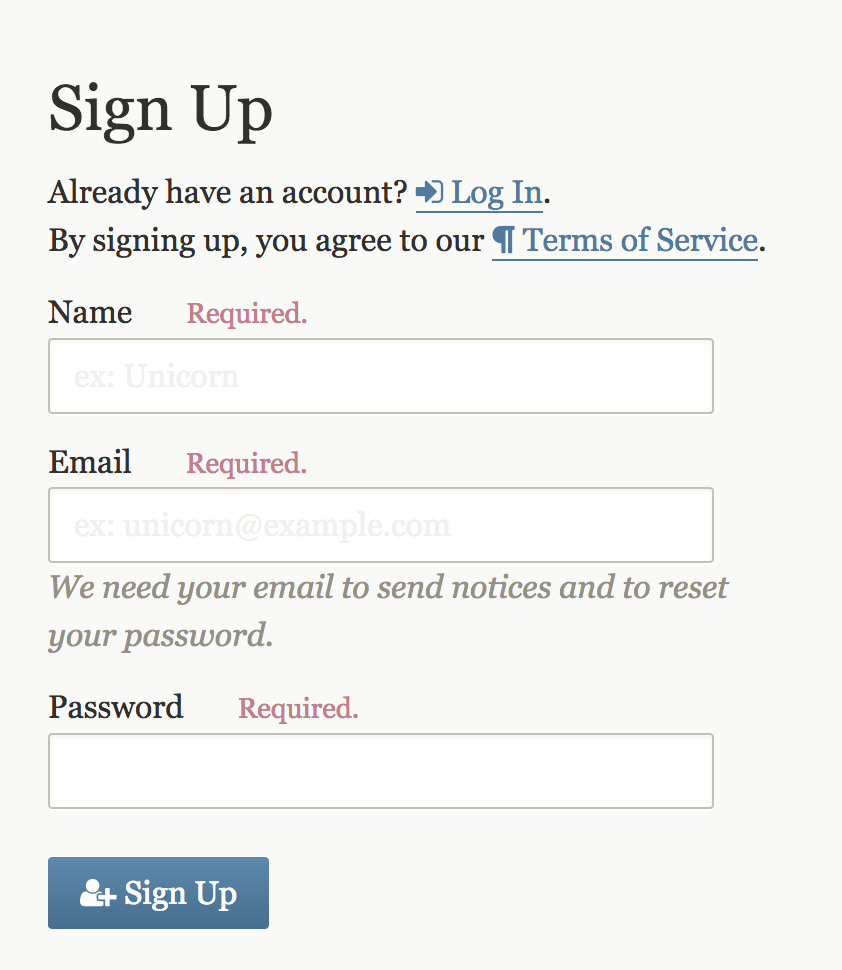 Sign Up
Already have an account? Log In.
By signing up, you agree to our ¶ Terms of Service.
Name Required.
ex: Unicorn
Email Required.
ex: unicorn@example.com
We need your email to send notices and to reset
your password.
Password Required.
Sign Up